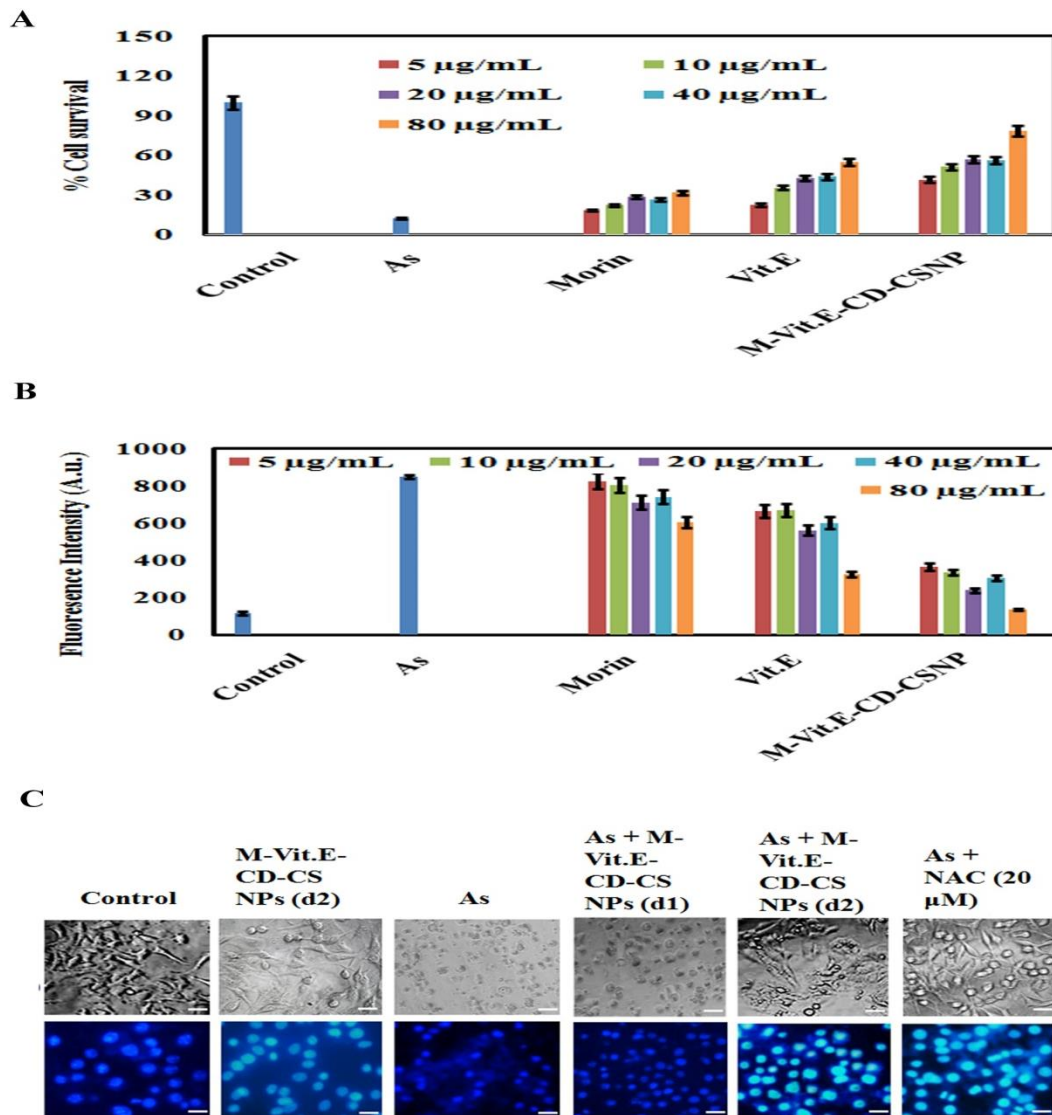 A
% Cell survival
150
120
90
60
30
0
5 µg/mL
10 µg/mL
20 µg/mL
40 µg/mL
80 µg/mL
Control
As
Morin
Vit.E
M-Vit.E-CD-CSNP
B
Fluoresence Intensity (A.u.)
1000
800
600
400
200
0
5 µg/mL
10 µg/mL
20 µg/mL
40 µg/mL
80 µg/mL
Control
As
Morin
Vit.E
M-Vit.E-CD-CSNP
C
Control
M-Vit.E-
CD-CS
NPs (d2)
As
As + M-
Vit.E-
CD-CS
NPs (d1)
As + M-
Vit.E-
CD-CS
NPs (d2)
As +
NAC (20
µM)